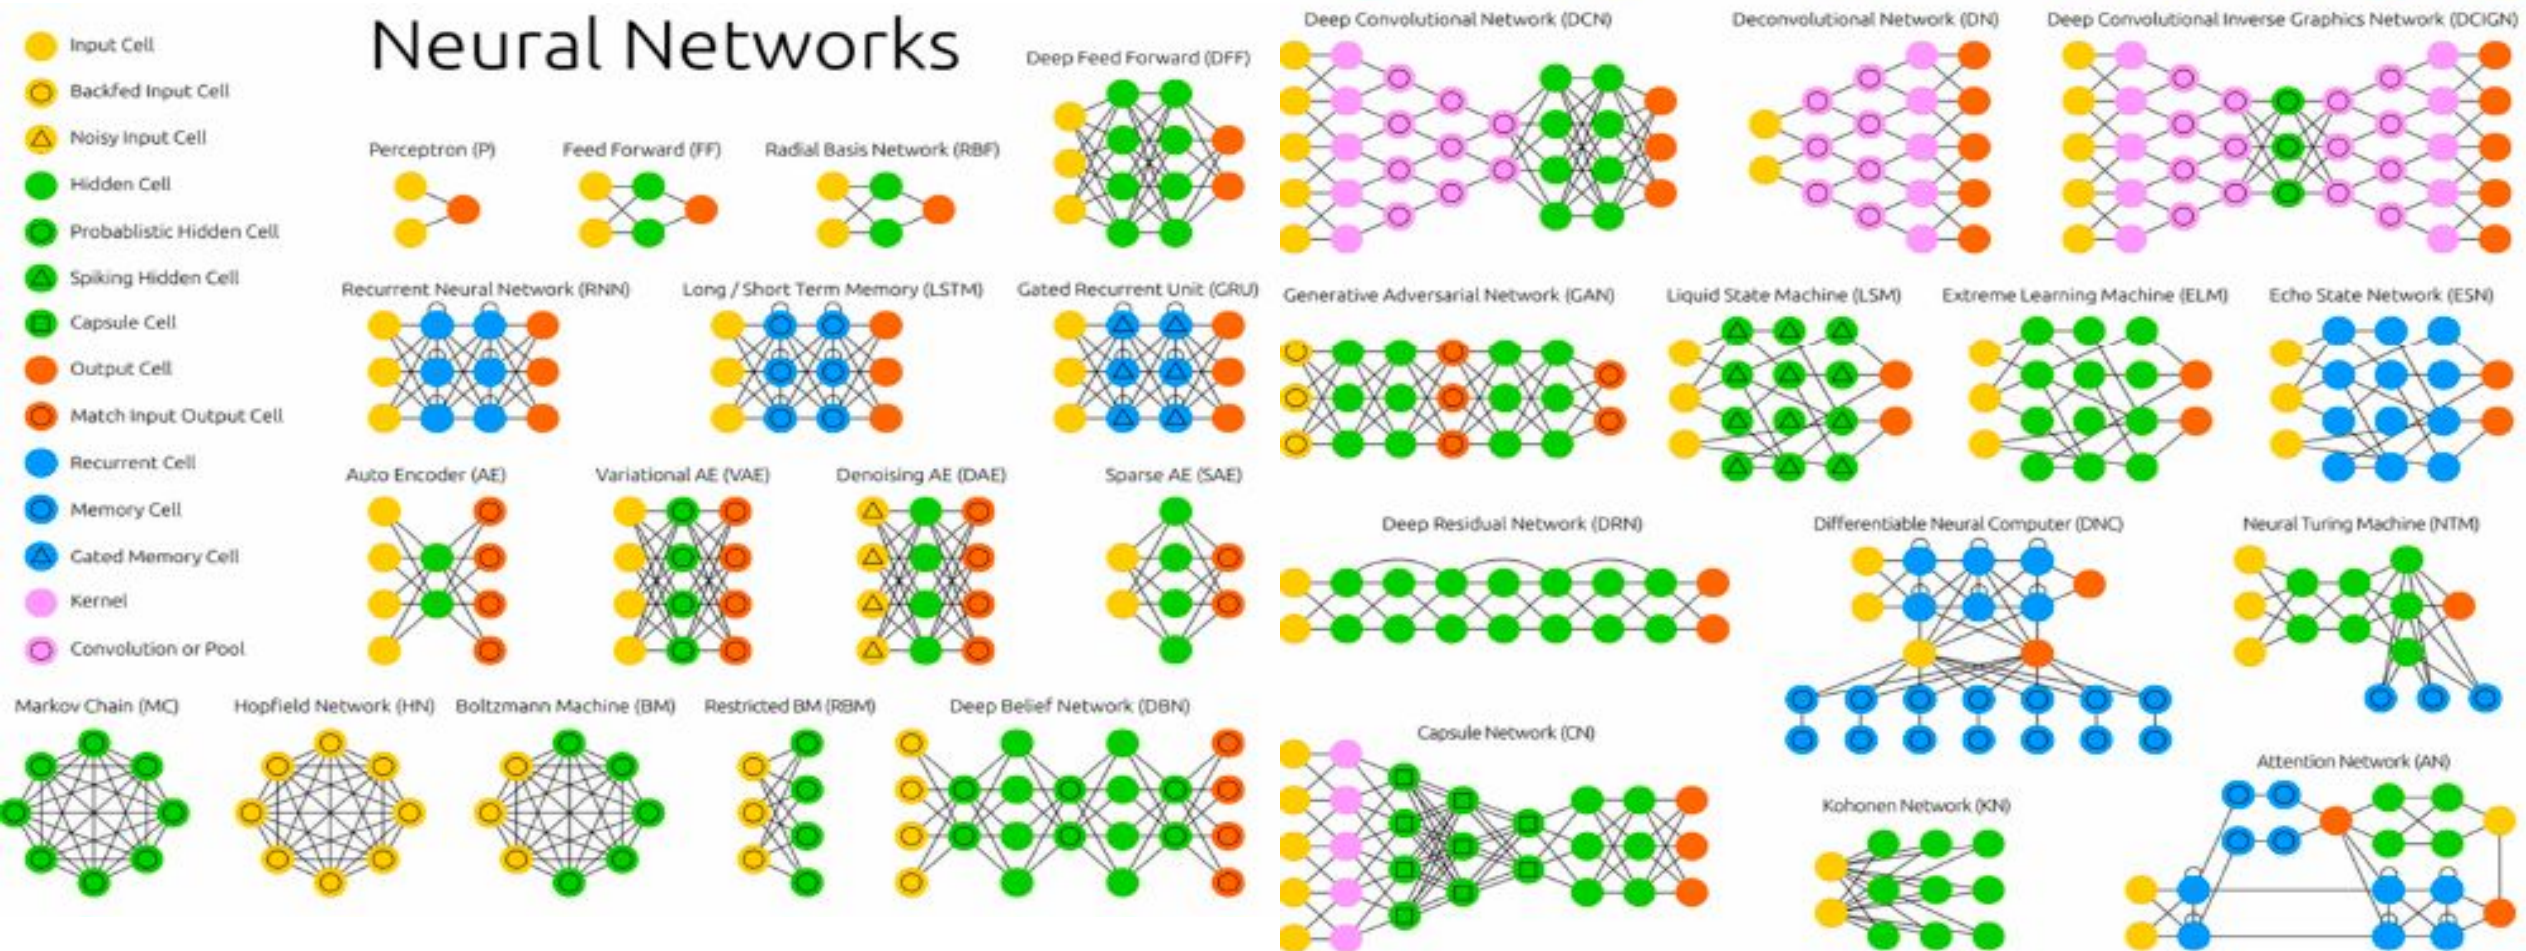 Neural Networks
Input Cell
Backfed Input Cell
Noisy Input Cell
Hidden Cell
Probablistic Hidden Cell
Spiking Hidden Cell
Capsule Cell
Output Cell
Match Input Output Cell
Recurrent Cell
Memory Cell
Gated Memory Cell
Kernel
Convolution or Pool
Deep Feed Forward (DFF)
Perceptron (P)
Feed Forward (FF)
Radial Basis Network (RBF)
Recurrent Neural Network (RNN)
Long / Short Term Memory (LSTM)
Gated Recurrent Unit (GRU)
Auto Encoder (AE)
Variational AE (VAE)
Denoising AE (DAE)
Sparse AE (SAE)
Markov Chain (MC)
Hopfield Network (HN)
Boltzmann Machine (BM)
Restricted BM (RBM)
Deep Belief Network (DBN)
Deep Convolutional Network (DCN)
Deconvolutional Network (DN)
Deep Convolutional Inverse Graphics Network (DCIGN)
Generative Adversarial Network (GAN)
Liquid State Machine (LSM)
Extreme Learning Machine (ELM)
Echo State Network (ESN)
Deep Residual Network (DRN)
Differentiable Neural Computer (DNC)
Neural Turing Machine (NTM)
Capsule Network (CN)
Kohonen Network (KN)
Attention Network (AN)